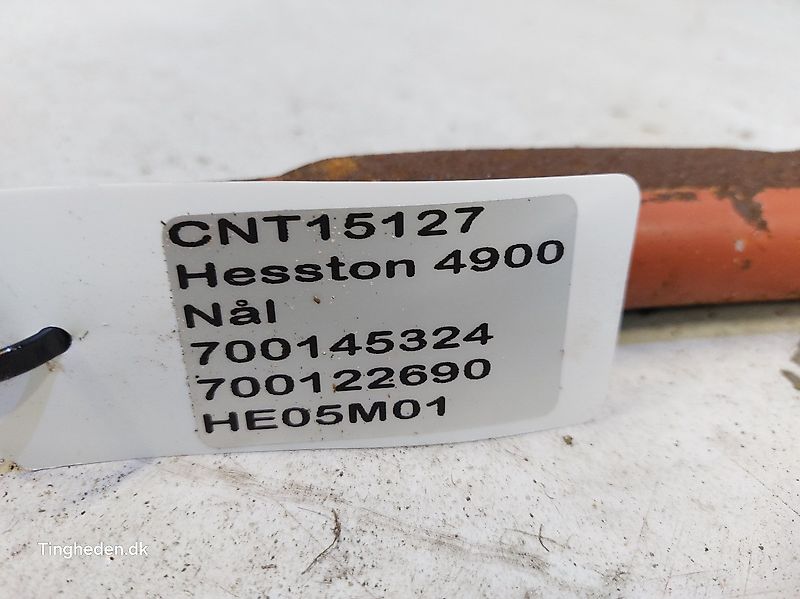 CNT15127
Hesston 4900
Nål
700145324
700122690
HE05M01
Tingheden.dk